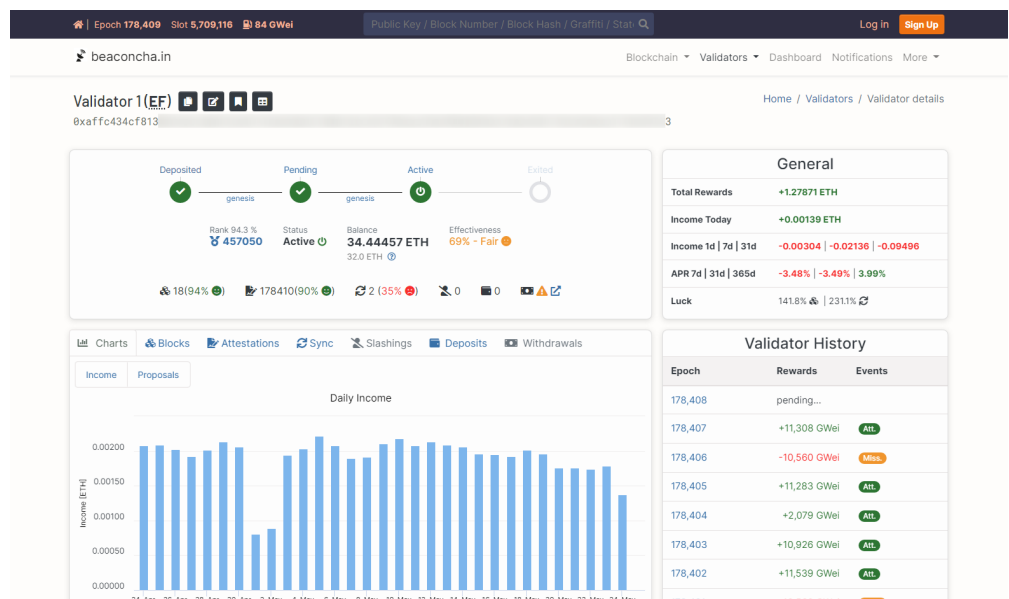 Epoch 178,409 Slot 5,709,116 84 GWei Public Key / Block Number / Block Hash / Graffiti / Stat Log in Sign Up
beaconcha.in Blockchain Validators Dashboard Notifications More
Validator 1 (EF) Home / Validators / Validator details
0xaffc434cf813 3
Deposited Pending Active Exited
genesis genesis
Rank 94.3 % Status Balance Effectiveness
457050 Active 34.44457 ETH 69% - Fair
32.0 ETH
18(94% ) 178410(90% ) 2 (35% ) 0 0
General
Total Rewards +1.27871 ETH
Income Today +0.00139 ETH
Income 1d | 7d | 31d -0.00304 | -0.02136 | -0.09496
APR 7d | 31d | 365d -3.48% | -3.49% | 3.99%
Luck 141.8% | 231.1%
Charts Blocks Attestations Sync Slashings Deposits Withdrawals
Income Proposals
Daily Income
Income [ETH]
0.00200
0.00150
0.00100
0.00050
0.00000
Validator History
Epoch Rewards Events
178,408 pending...
178,407 +11,308 GWei Att.
178,406 -10,560 GWei Miss.
178,405 +11,283 GWei Att.
178,404 +2,079 GWei Att.
178,403 +10,926 GWei Att.
178,402 +11,539 GWei Att.